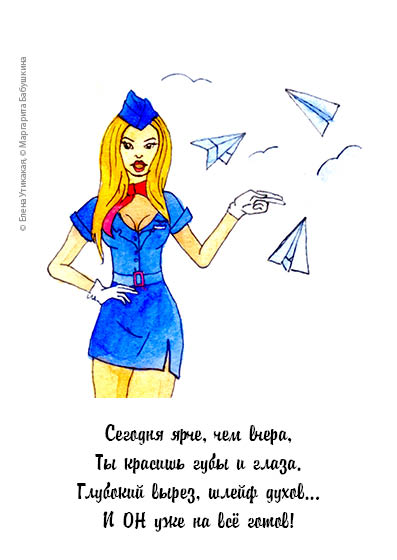 © Елена Утикакая, © Маргарита Бабушкина
Сегодня ярче, чем вчера,
Ты красишь губы и глаза.
Глубокий вырез, шлейф духов...
И ОН уже на всё готов!